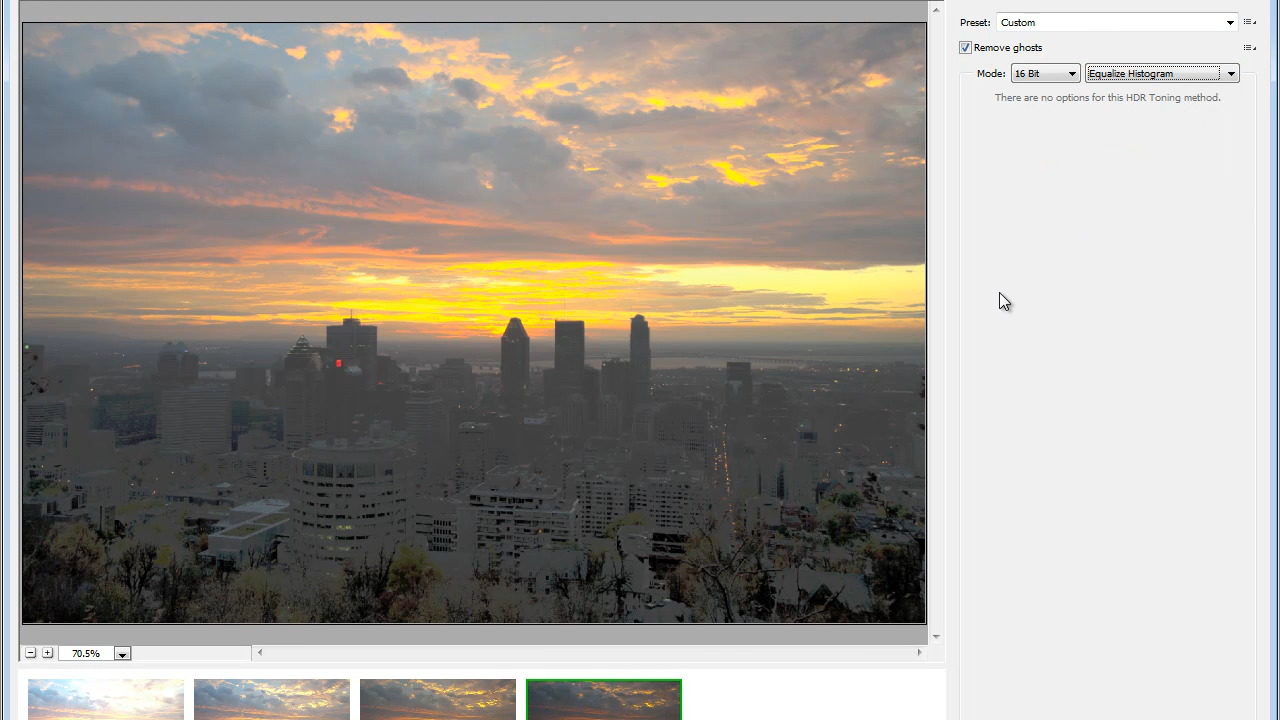 Preset: Custom
Remove ghosts
Mode: 16 Bit Equalize Histogram
There are no options for this HDR Toning method.
70.5%